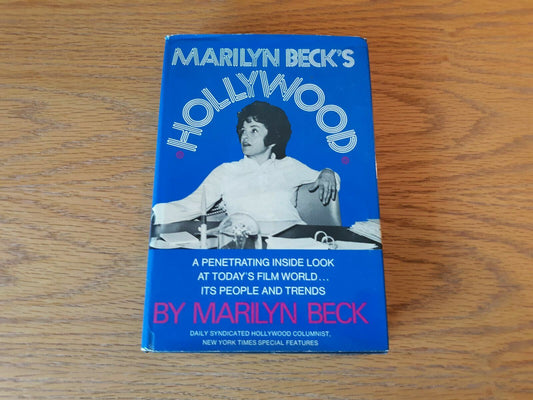 MARILYN BECK'S
HOLLYWOOD
A PENETRATING INSIDE LOOK
AT TODAY'S FILM WORLD...
ITS PEOPLE AND TRENDS
BY MARILYN BECK
DAILY SYNDICATED HOLLYWOOD COLUMNIST,
NEW YORK TIMES SPECIAL FEATURES